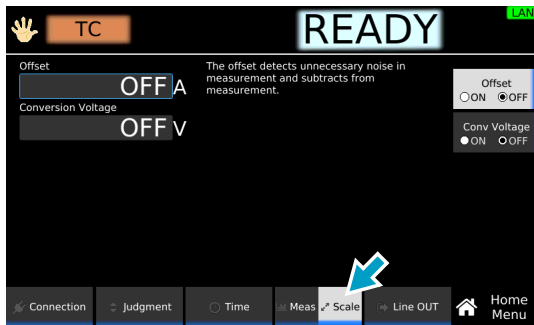 TC
READY
LAN
Offset
OFF A
Conversion Voltage
OFF V
The offset detects unnecessary noise in
measurement and subtracts from
measurement.
Offset
ON OFF
Conv Voltage
ON OFF
Connection
Judgment
Time
Meas
Scale
Line OUT
Home
Menu